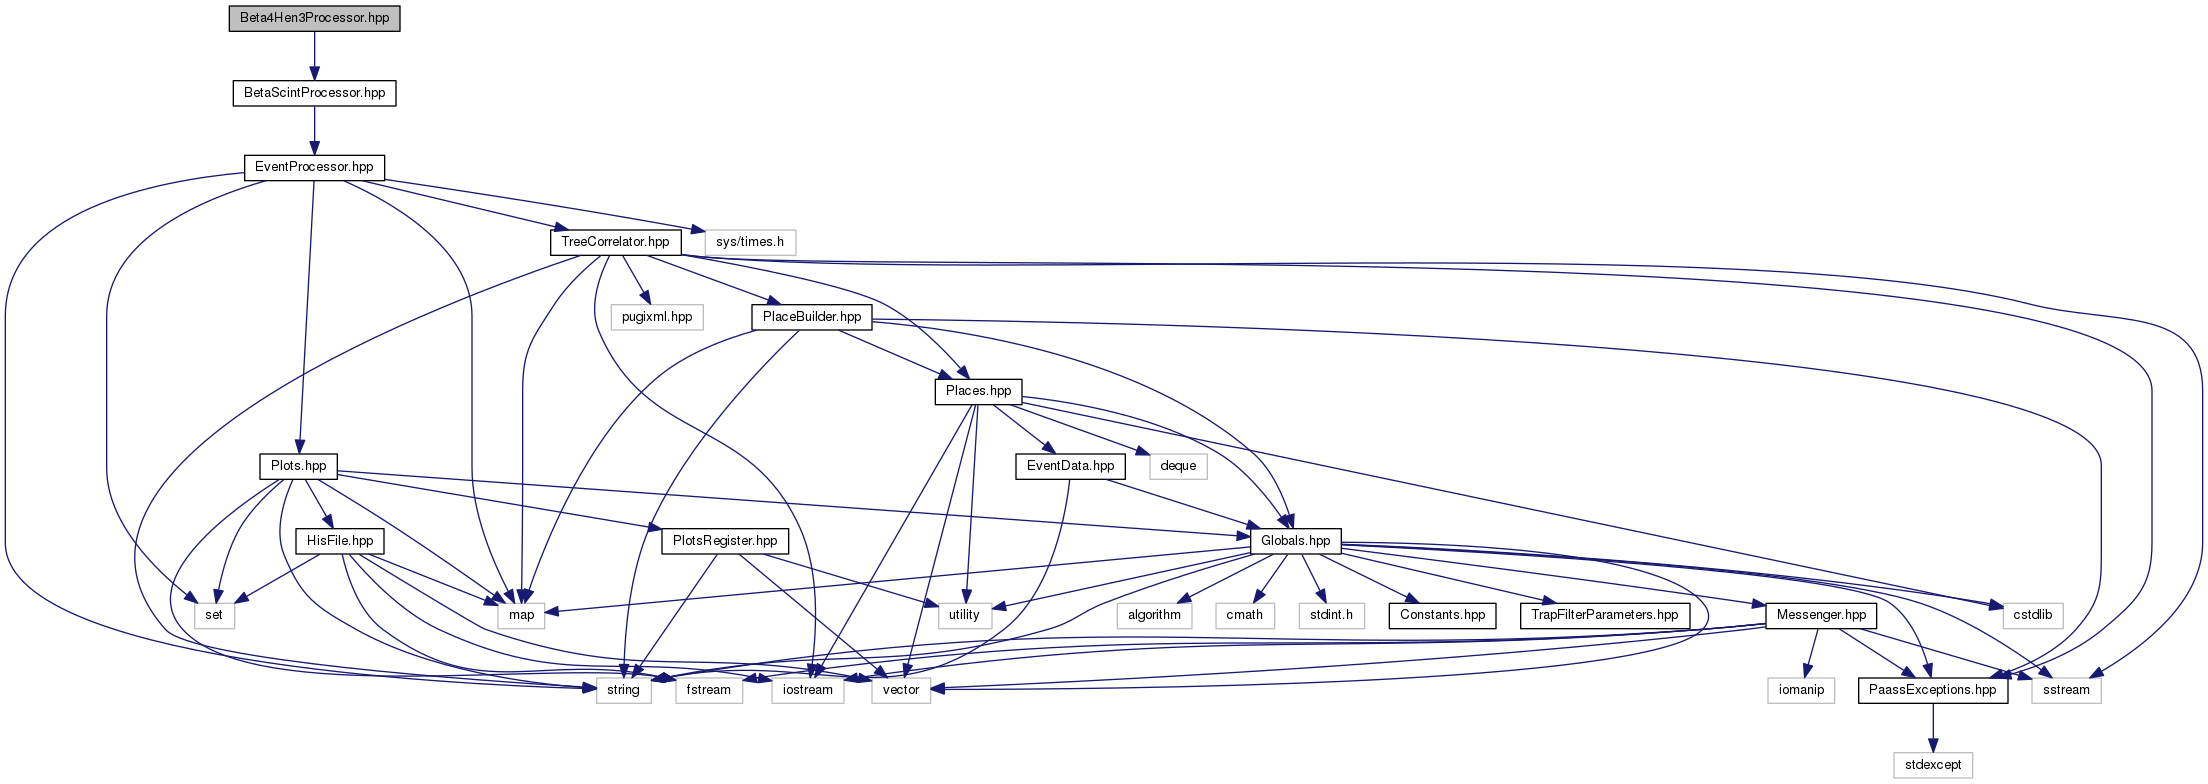 Beta4Hen3Processor.hpp
BetaScintProcessor.hpp
EventProcessor.hpp
TreeCorrelator.hpp
sys/times.h
pugixml.hpp
PlaceBuilder.hpp
Places.hpp
Plots.hpp
EventData.hpp
deque
HisFile.hpp
PlotsRegister.hpp
Globals.hpp
set
map
utility
algorithm
cmath
stdint.h
Constants.hpp
TrapFilterParameters.hpp
Messenger.hpp
cstdlib
string
fstream
iostream
vector
iomanip
PaassExceptions.hpp
sstream
stdexcept